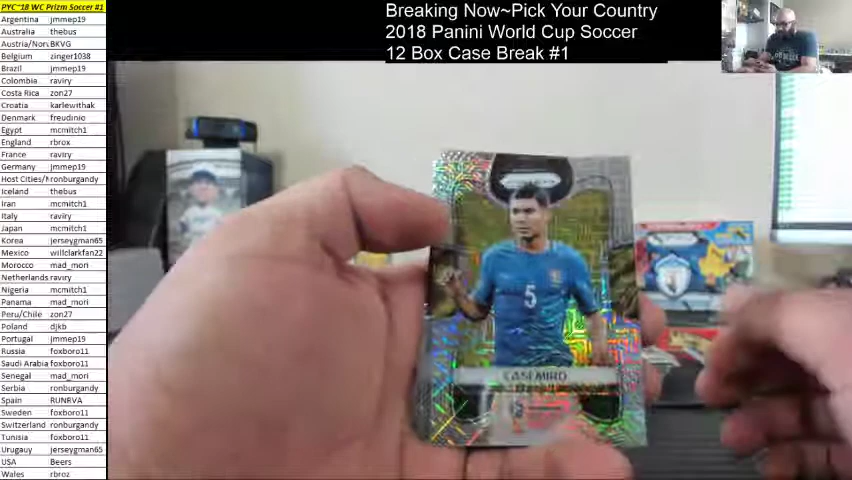 PYC~18 WC Prizm Soccer #1
Argentina jmmep19
Australia thebus
Austria/Nor BKVG
Belgium zinger1038
Brazil jmmep19
Colombia raviry
Costa Rica zon27
Croatia karlewithak
Denmark freudinio
Egypt mcmitch1
England rbrox
France raviry
Germany jmmep19
Host Cities/ ronburgandy
Iceland thebus
Iran mcmitch1
Italy raviry
Japan mcmitch1
Korea jerseygman65
Mexico willclarkfan22
Morocco mad_mori
Netherlands raviry
Nigeria mcmitch1
Panama mad_mori
Peru/Chile zon27
Poland djkb
Portugal jmmep19
Russia foxboro11
Saudi Arabia foxboro11
Senegal mad_mori
Serbia ronburgandy
Spain RUNRVA
Sweden foxboro11
Switzerland ronburgandy
Tunisia foxboro11
Urugauy jerseygman65
USA Beers
Wales rbroz
Breaking Now~Pick Your Country
2018 Panini World Cup Soccer
12 Box Case Break #1
5
CASEMIRO